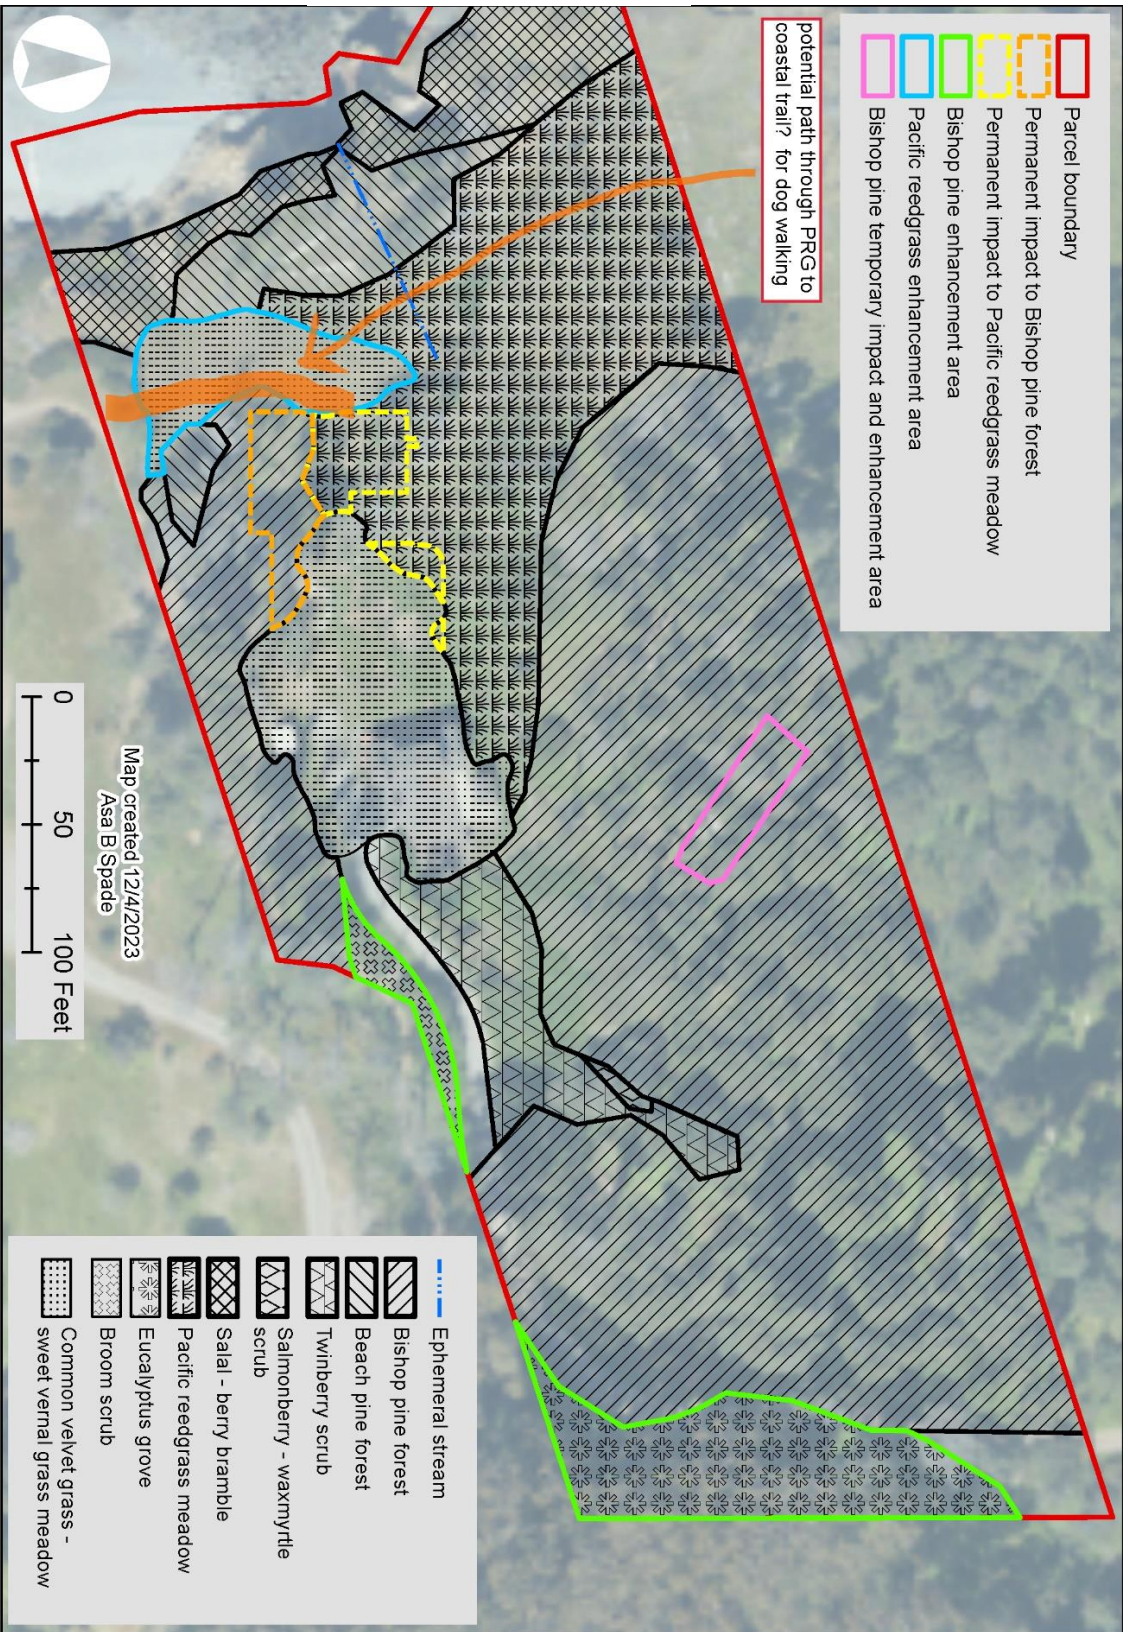 Parcel boundary
Permanent impact to Bishop pine forest
Permanent impact to Pacific reedgrass meadow
Bishop pine enhancement area
Pacific reedgrass enhancement area
Bishop pine temporary impact and enhancement area
potential path through PRG to
coastal trail? for dog walking
0 50 100 Feet
Map created 12/4/2023
Asa B Spade
Ephemeral stream
Bishop pine forest
Beach pine forest
Twinberry scrub
Salmonberry - waxmyrtle
scrub
Salal - berry bramble
Pacific reedgrass meadow
Eucalyptus grove
Broom scrub
Common velvet grass -
sweet vernal grass meadow